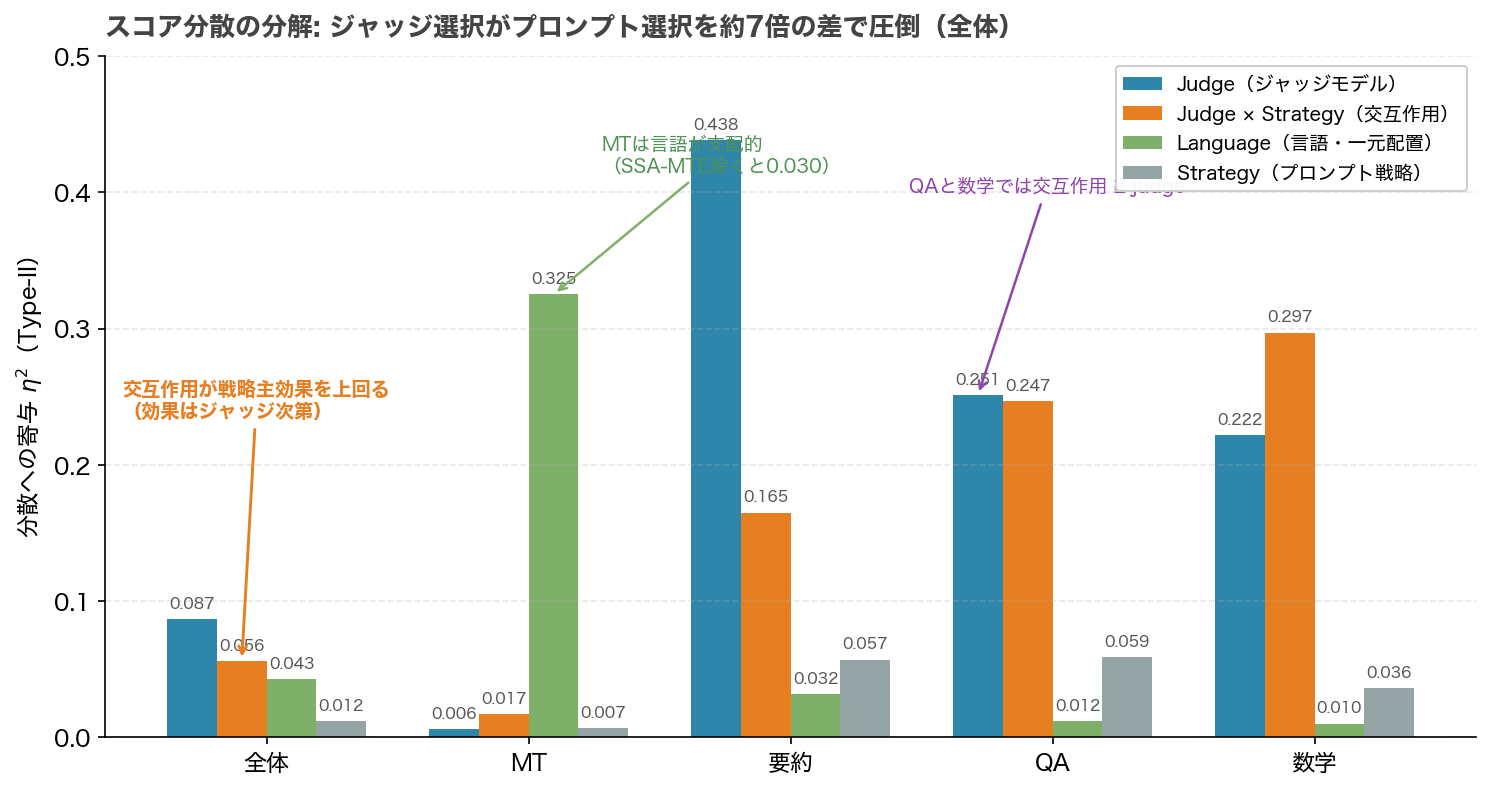 スコア分散の分解: ジャッジ選択がプロンプト選択を約7倍の差で圧倒（全体）
分散への寄与 η² (Type-II)
0.5
0.4
0.3
0.2
0.1
0.0
Judge（ジャッジモデル）
Judge × Strategy（交互作用）
Language（言語・一元配置）
Strategy（プロンプト戦略）
交互作用が戦略主効果を上回る
（効果はジャッジ次第）
MTは言語が支配的
（SSA-MTE除くと0.030）
QAと数学では交互作用
0.087
0.056
0.043
0.012
0.006
0.017
0.325
0.007
0.438
0.165
0.032
0.057
0.251
0.247
0.012
0.059
0.222
0.297
0.010
0.036
全体
MT
要約
QA
数学